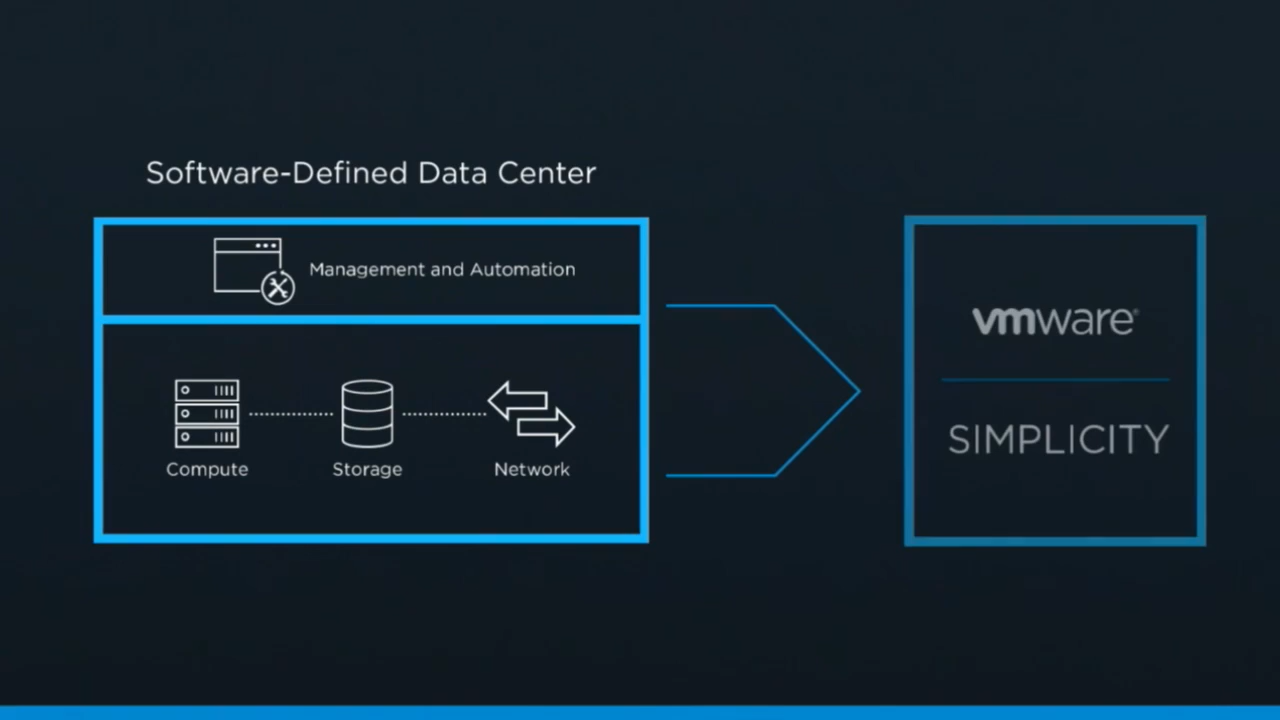 Software-Defined Data Center
Management and Automation
Compute
Storage
Network
vmware®
SIMPLICITY